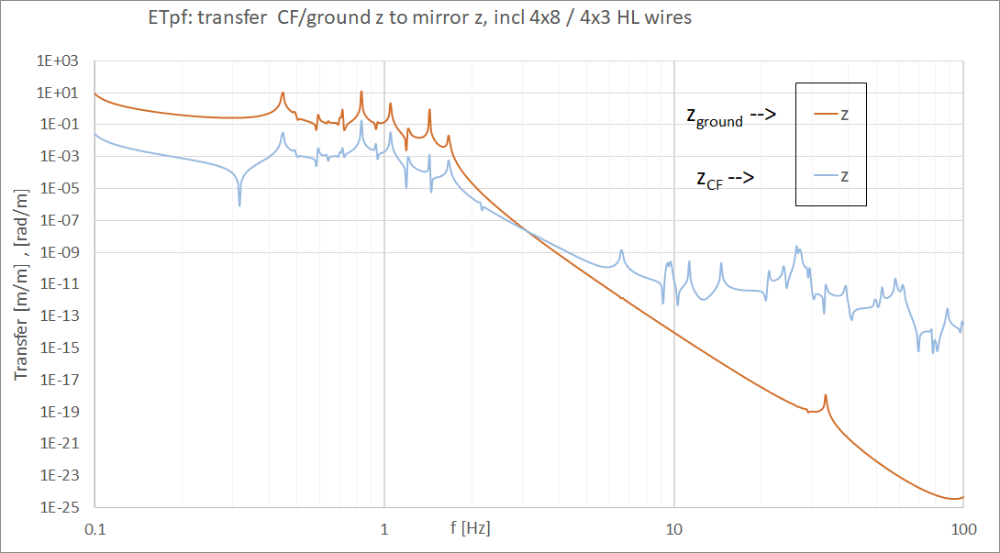 ETpf: transfer  CF/ground z to mirror z, incl 4x8 / 4x3 HL wires
1E+03
1E+01
1E-01
1E-03
1E-05
1E-07
1E-09
1E-11
1E-13
1E-15
1E-17
1E-19
1E-21
1E-23
1E-25
Transfer [m/m] , [rad/m]
0.1
1
10
100
f [Hz]
zground --> z
zCF --> z